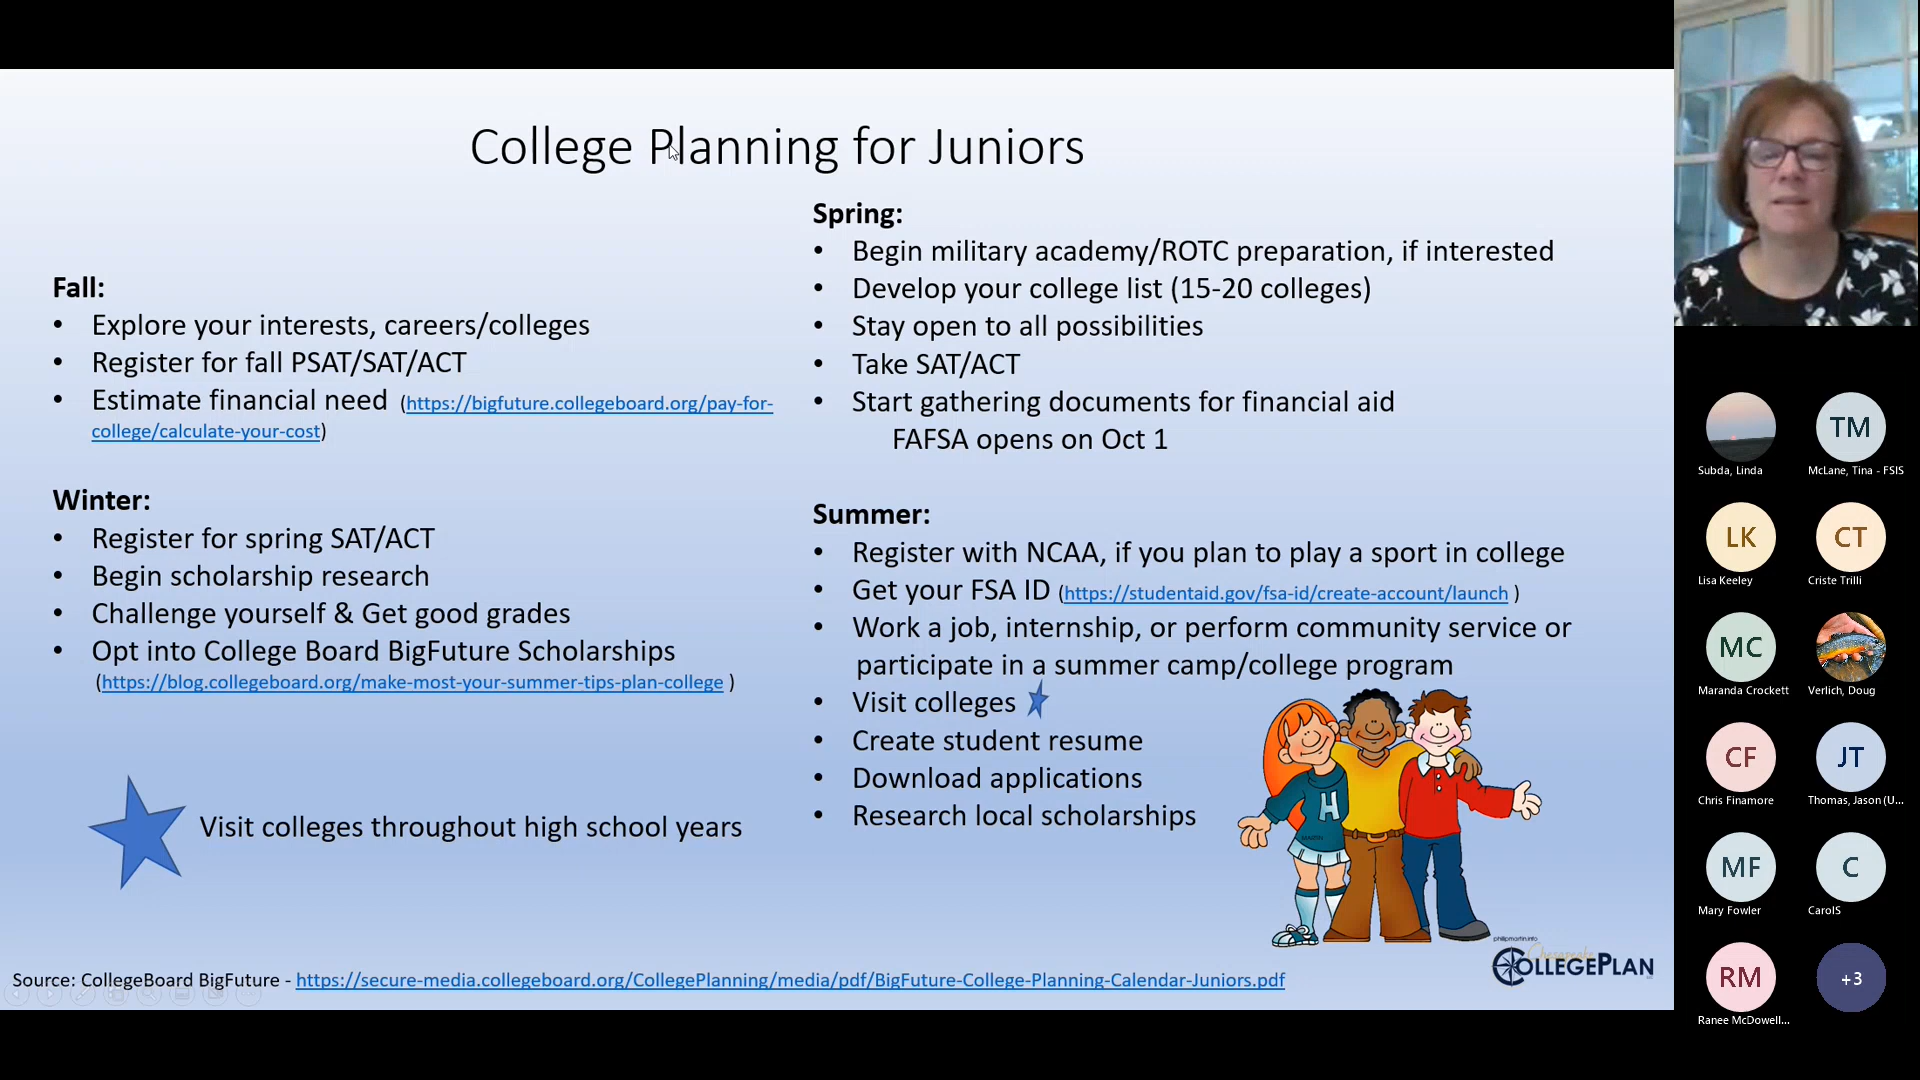 College Planning for Juniors
Fall:
• Explore your interests, careers/colleges
• Register for fall PSAT/SAT/ACT
• Estimate financial need (https://bigfuture.collegeboard.org/pay-for-
college/calculate-your-cost)
Winter:
• Register for spring SAT/ACT
• Begin scholarship research
• Challenge yourself & Get good grades
• Opt into College Board BigFuture Scholarships
(https://blog.collegeboard.org/make-most-your-summer-tips-plan-college )
Visit colleges throughout high school years
Spring:
• Begin military academy/ROTC preparation, if interested
• Develop your college list (15-20 colleges)
• Stay open to all possibilities
• Take SAT/ACT
• Start gathering documents for financial aid
FAFSA opens on Oct 1
Summer:
• Register with NCAA, if you plan to play a sport in college
• Get your FSA ID (https://studentaid.gov/fsa-id/create-account/launch )
• Work a job, internship, or perform community service or
participate in a summer camp/college program
• Visit colleges
• Create student resume
• Download applications
• Research local scholarships
H
MARTIN
philipmartin.info
Chesapeake
COLLEGEPLAN
Source: CollegeBoard BigFuture - https://secure-media.collegeboard.org/CollegePlanning/media/pdf/BigFuture-College-Planning-Calendar-Juniors.pdf
Subda, Linda
TM
McLane, Tina - FSIS
LK
Lisa Keeley
CT
Criste Trilli
MC
Maranda Crockett
Verlich, Doug
CF
Chris Finamore
JT
Thomas, Jason (U...
MF
Mary Fowler
C
CarolS
RM
Ranee McDowell...
+3